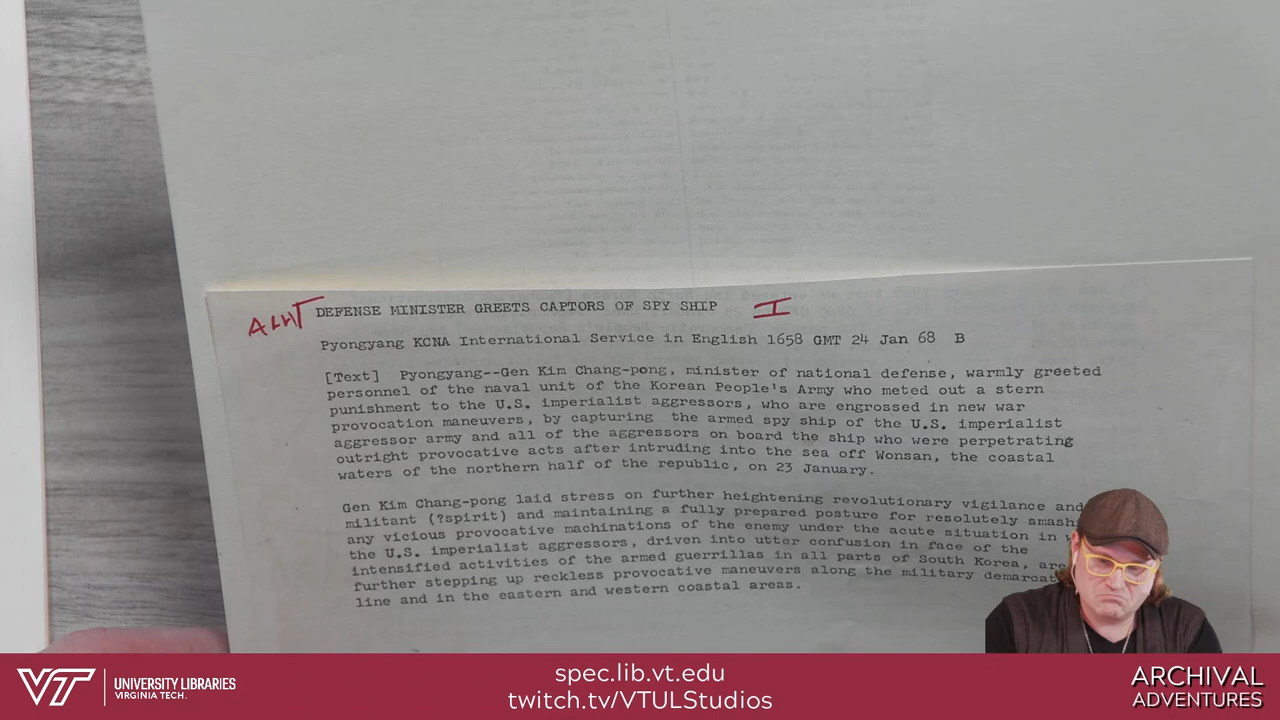 DEFENSE MINISTER GREETS CAPTORS OF SPY SHIP I
Pyongyang KCNA International Service in English 1658 GMT 24 Jan 68 B
[Text] Pyongyang--Gen Kim Chang-pong, minister of national defense, warmly greeted
personnel of the naval unit of the Korean People's Army who meted out a stern
punishment to the U.S. imperialist aggressors, who are engrossed in new war
provocation maneuvers, by capturing the armed spy ship of the U.S. imperialist
aggressor army and all of the aggressors on board the ship who were perpetrating
outright provocative acts after intruding into the sea off Wonsan, the coastal
waters of the northern half of the republic, on 23 January.
Gen Kim Chang-pong laid stress on further heightening revolutionary vigilance and
militant (?spirit) and maintaining a fully prepared posture for resolutely smash
any vicious provocative machinations of the enemy under the acute situation in
the U.S. imperialist aggressors, driven into utter confusion in face of the
intensified activities of the armed guerrillas in all parts of South Korea, are
further stepping up reckless provocative maneuvers along the military demarcat
line and in the eastern and western coastal areas.
VT UNIVERSITY LIBRARIES
VIRGINIA TECH.
spec.lib.vt.edu
twitch.tv/VTULStudios
ARCHIVAL
ADVENTURES